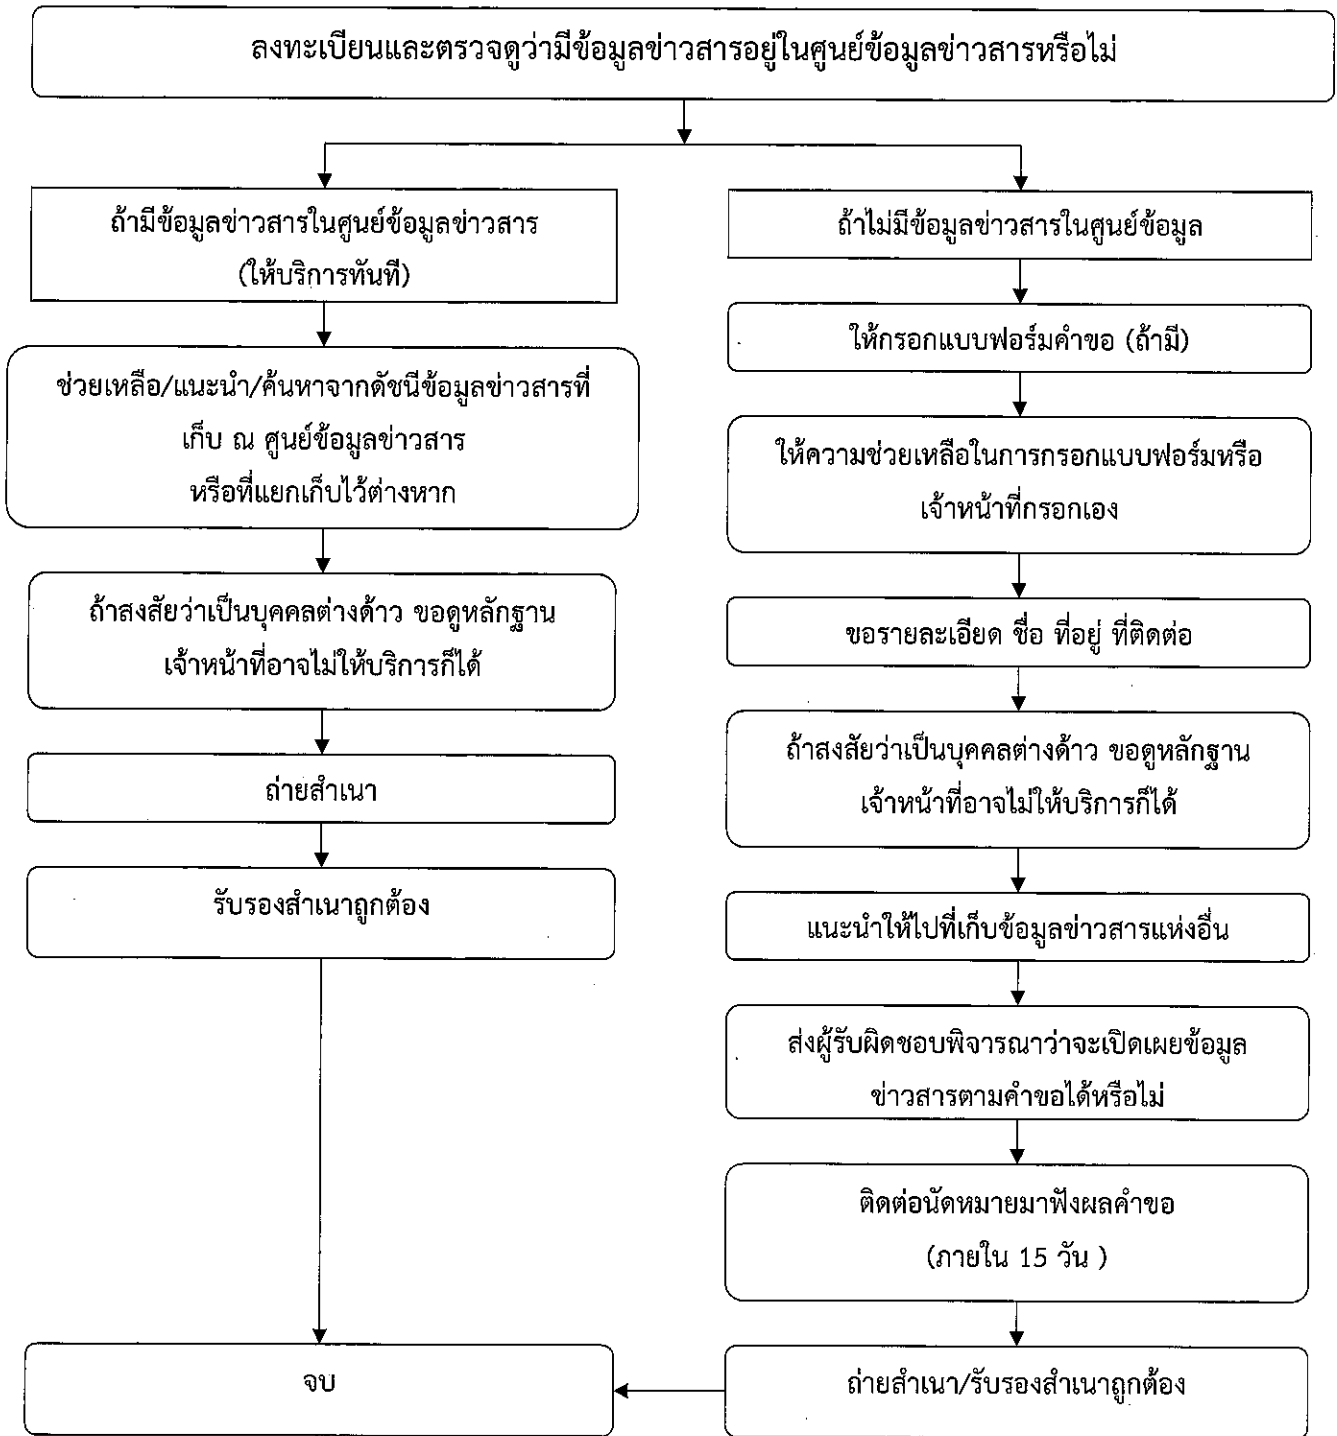 ลงทะเบียนและตรวจดูว่ามีข้อมูลข่าวสารอยู่ในศูนย์ข้อมูลข่าวสารหรือไม่
ถ้ามีข้อมูลข่าวสารในศูนย์ข้อมูลข่าวสาร
(ให้บริการทันที)
ช่วยเหลือ/แนะนำ/ค้นหาจากดัชนีข้อมูลข่าวสารที่
เก็บ ณ ศูนย์ข้อมูลข่าวสาร
หรือที่แยกเก็บไว้ต่างหาก
ถ้าสงสัยว่าเป็นบุคคลต่างด้าว ขอดูหลักฐาน
เจ้าหน้าที่อาจไม่ให้บริการก็ได้
ถ่ายสำเนา
รับรองสำเนาถูกต้อง
ถ้าไม่มีข้อมูลข่าวสารในศูนย์ข้อมูล
ให้กรอกแบบฟอร์มคำขอ (ถ้ามี)
ให้ความช่วยเหลือในการกรอกแบบฟอร์มหรือ
เจ้าหน้าที่กรอกเอง
ขอรายละเอียด ชื่อ ที่อยู่ ที่ติดต่อ
ถ้าสงสัยว่าเป็นบุคคลต่างด้าว ขอดูหลักฐาน
เจ้าหน้าที่อาจไม่ให้บริการก็ได้
แนะนำให้ไปที่เก็บข้อมูลข่าวสารแห่งอื่น
ส่งผู้รับผิดชอบพิจารณาว่าจะเปิดเผยข้อมูล
ข่าวสารตามคำขอได้หรือไม่
ติดต่อนัดหมายมาฟังผลคำขอ
(ภายใน 15 วัน )
ถ่ายสำเนา/รับรองสำเนาถูกต้อง
จบ